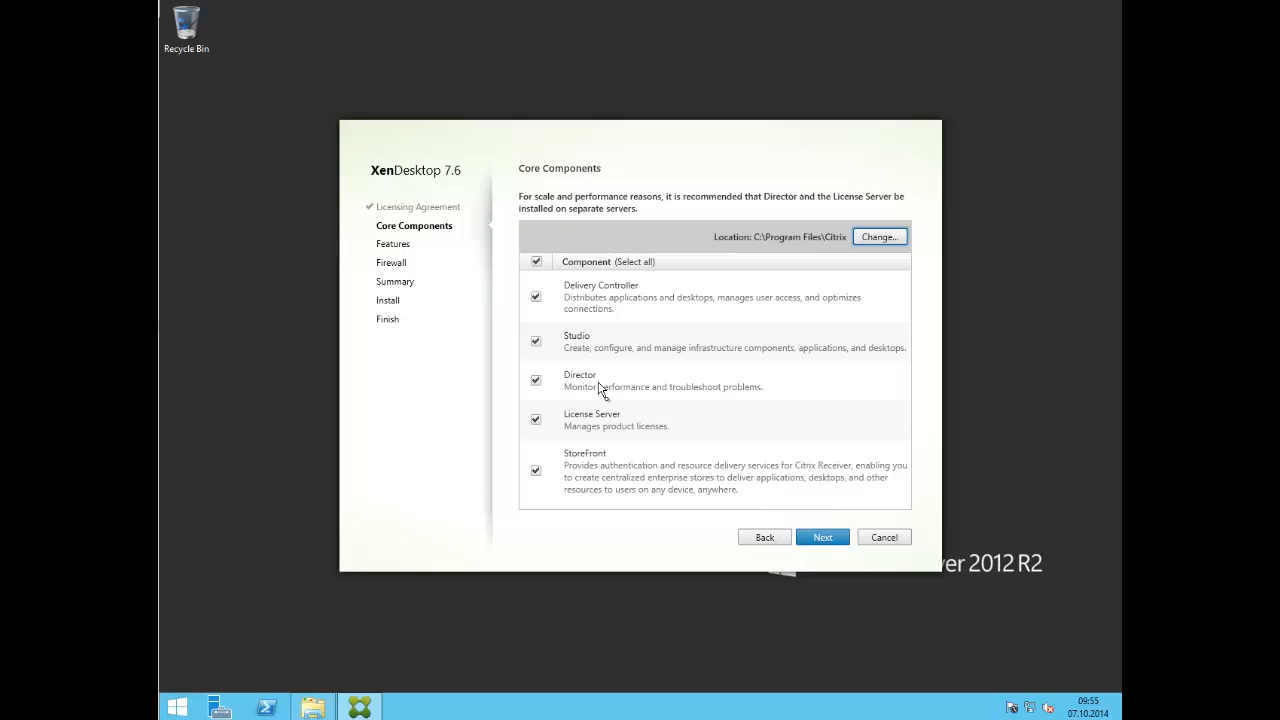 Recycle Bin
XenDesktop 7.6
Licensing Agreement
Core Components
Features
Firewall
Summary
Install
Finish
Core Components
For scale and performance reasons, it is recommended that Director and the License Server be
installed on separate servers.
Location: C:\Program Files\Citrix
Change...
Component (Select all)
Delivery Controller
Distributes applications and desktops, manages user access, and optimizes
connections.
Studio
Create, configure, and manage infrastructure components, applications, and desktops.
Director
Monitor performance and troubleshoot problems.
License Server
Manages product licenses.
StoreFront
Provides authentication and resource delivery services for Citrix Receiver, enabling you
to create centralized enterprise stores to deliver applications, desktops, and other
resources to users on any device, anywhere.
Back
Next
Cancel
ver 2012 R2
09:55
07.10.2014